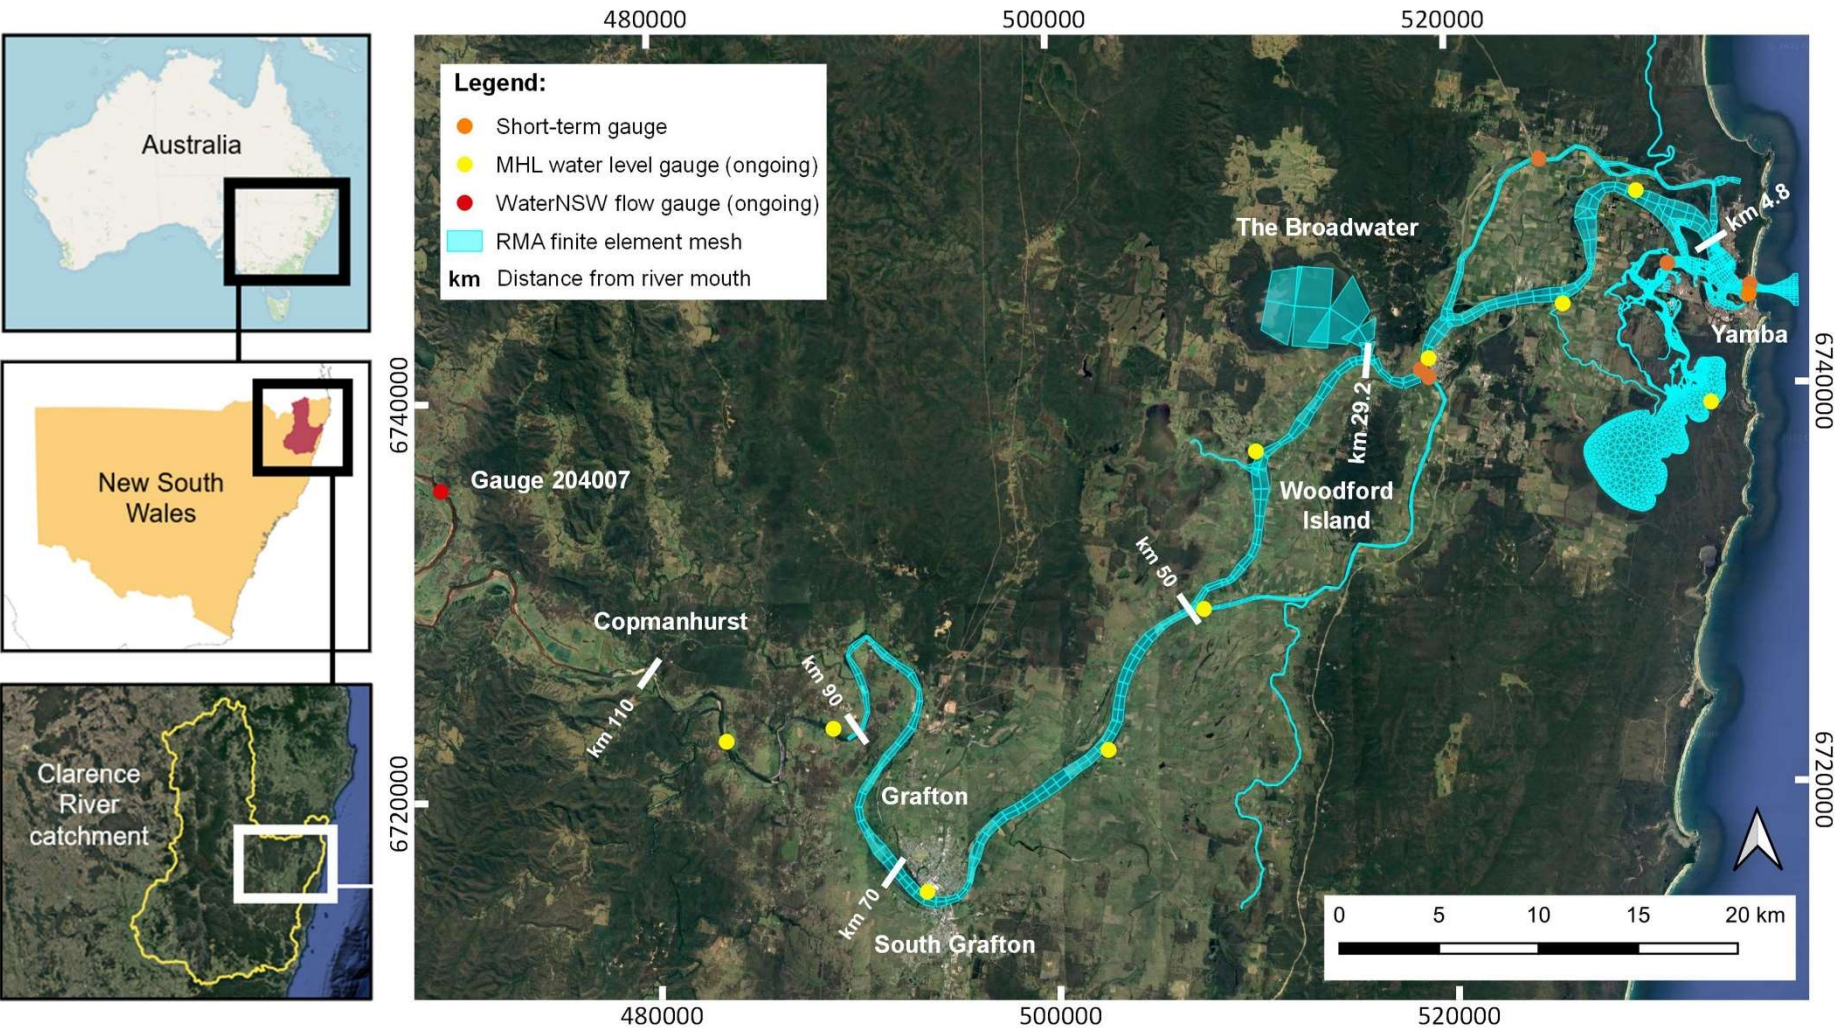 Australia
New South
Wales
Clarence
River
catchment
480000
500000
520000
Legend:
Short-term gauge
MHL water level gauge (ongoing)
WaterNSW flow gauge (ongoing)
RMA finite element mesh
km Distance from river mouth
The Broadwater
km 4.8
Yamba
6740000
6740000
km 29.2
Gauge 204007
Woodford
Island
km 50
Copmanhurst
km 90
km 110
Grafton
6720000
6720000
km 70
South Grafton
0 5 10 15 20 km
480000
500000
520000